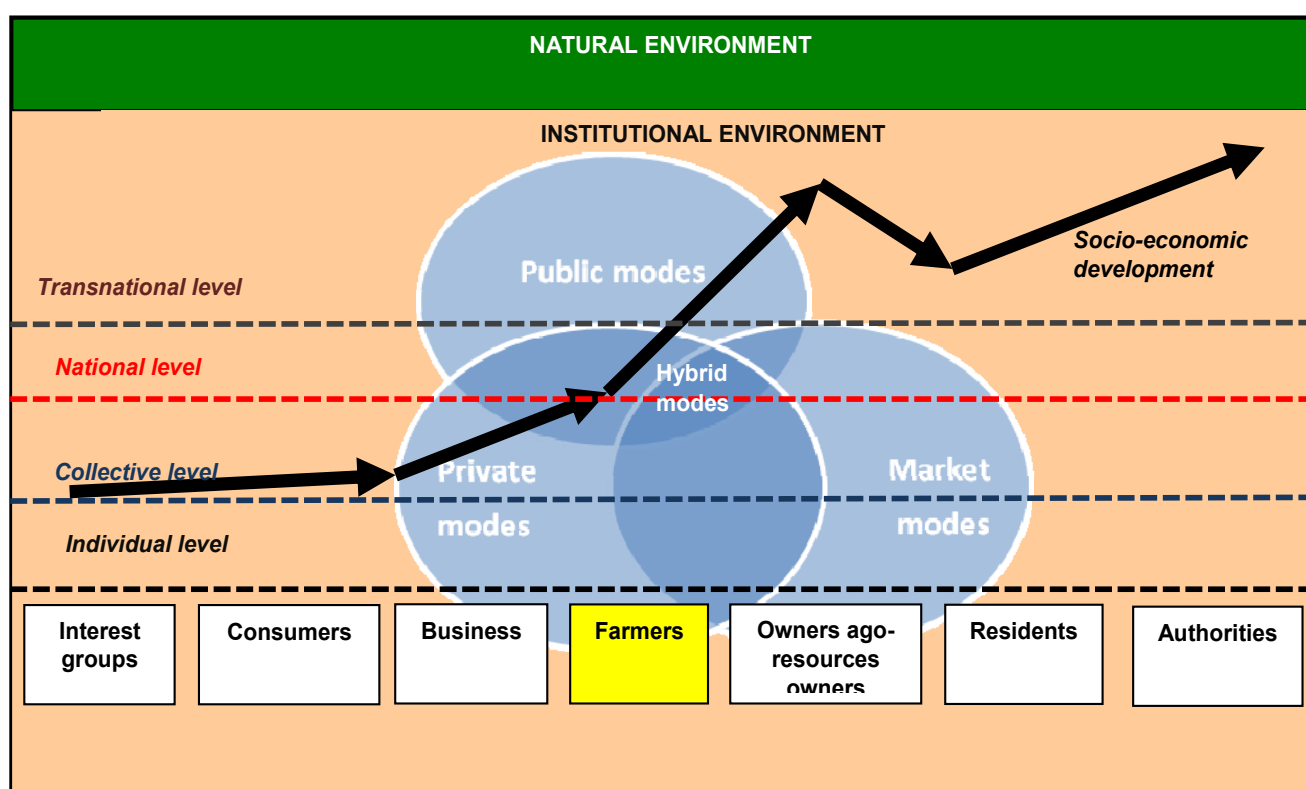 NATURAL ENVIRONMENT
INSTITUTIONAL ENVIRONMENT
Socio-economic
development
Public modes
Transnational level
National level
Hybrid
modes
Collective level
Private
modes
Market
modes
Individual level
Interest
groups
Consumers
Business
Farmers
Owners ago-
resources
owners
Residents
Authorities